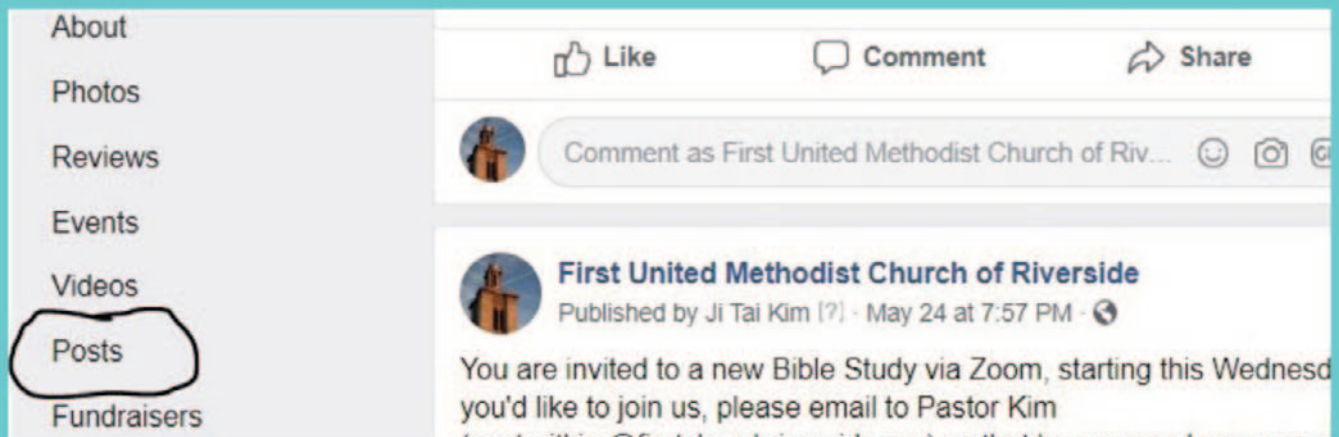 About
Photos
Reviews
Events
Videos
Posts
Fundraisers
Like Comment Share
Comment as First United Methodist Church of Riv...
First United Methodist Church of Riverside
Published by Ji Tai Kim [?] · May 24 at 7:57 PM ·
You are invited to a new Bible Study via Zoom, starting this Wednesd
you'd like to join us, please email to Pastor Kim